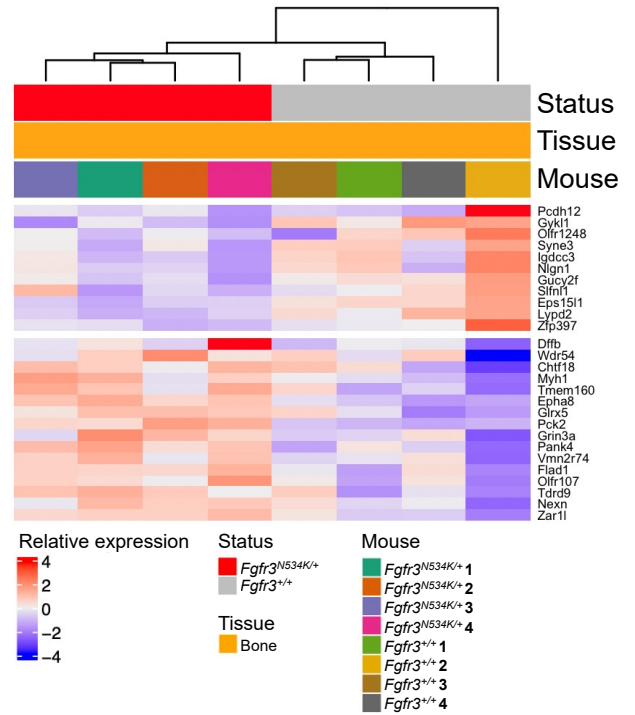 Status
Tissue
Mouse
Pcdh12
Gykl1
Olfr1248
Syne3
Igdcc3
Nlgn1
Gucy2f
Slfnl1
Eps15l1
Lypd2
Zfp397
Dffb
Wdr54
Chtf18
Myh1
Tmem160
Epha8
Glrx5
Pck2
Grin3a
Pank4
Vmn2r74
Flad1
Olfr107
Tdrd9
Nexn
Zar1l
Relative expression
4
2
0
−2
−4
Status
Fgfr3N534K/+
Fgfr3+/+
Tissue
Bone
Mouse
Fgfr3N534K/+ 1
Fgfr3N534K/+ 2
Fgfr3N534K/+ 3
Fgfr3N534K/+ 4
Fgfr3+/+ 1
Fgfr3+/+ 2
Fgfr3+/+ 3
Fgfr3+/+ 4